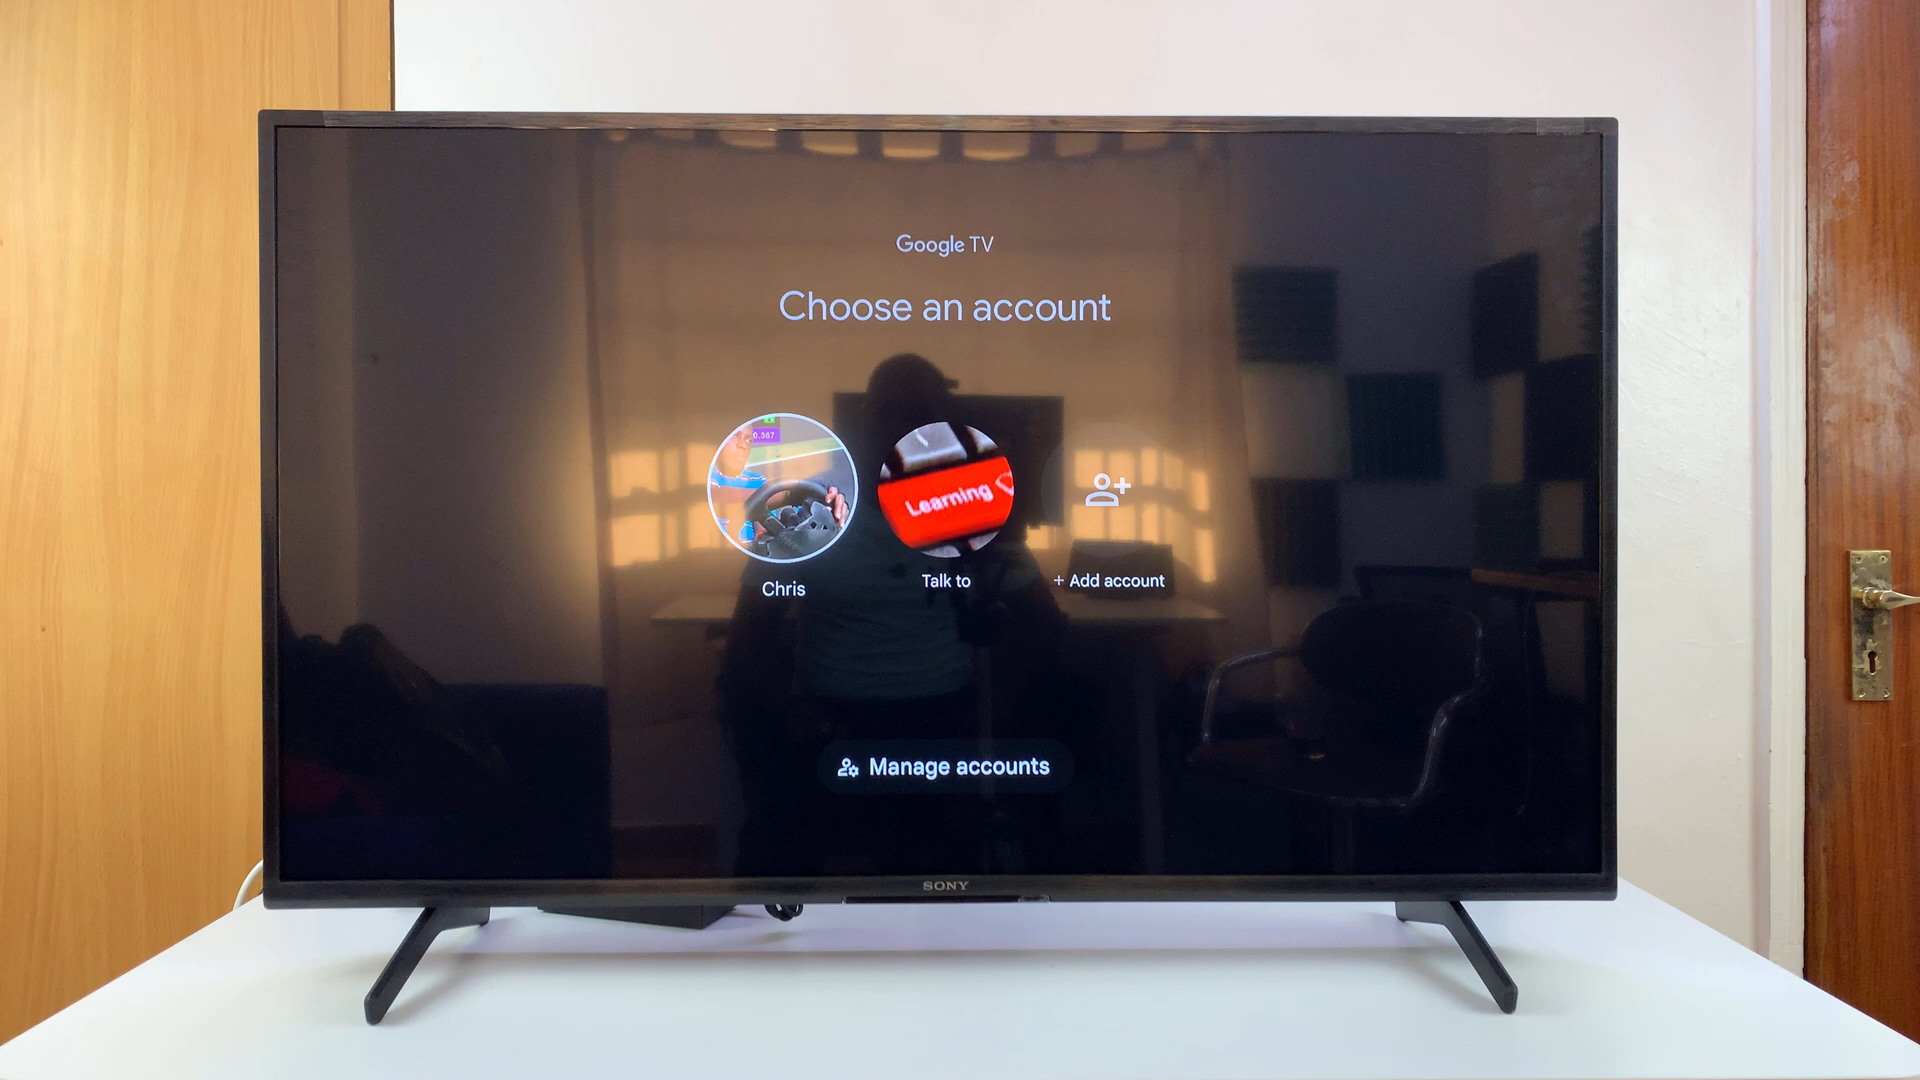 Google TV
Choose an account
0.367
Learning
Chris
Talk to
+ Add account
Manage accounts
SONY